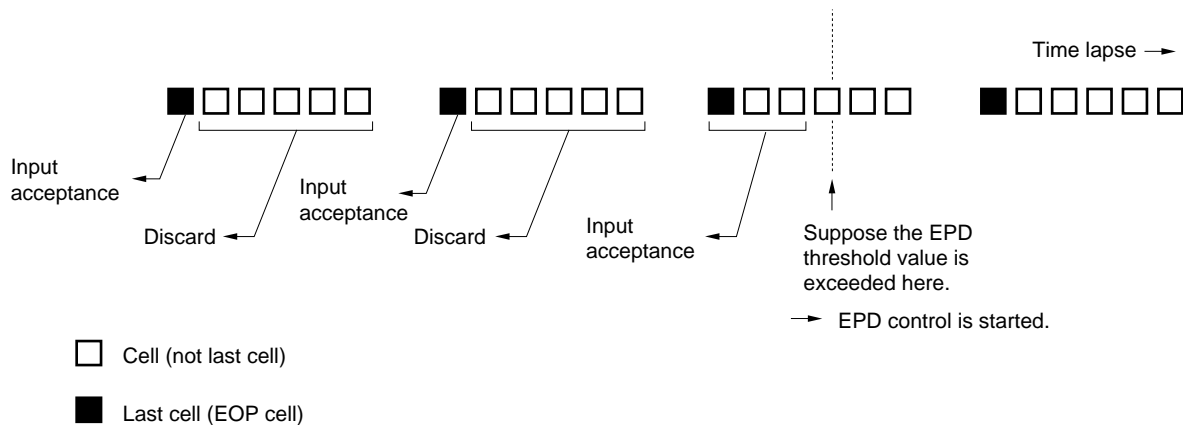 Time lapse
Input
acceptance
Discard
Input
acceptance
Discard
Input
acceptance
Suppose the EPD
threshold value is
exceeded here.
EPD control is started.
Cell (not last cell)
Last cell (EOP cell)